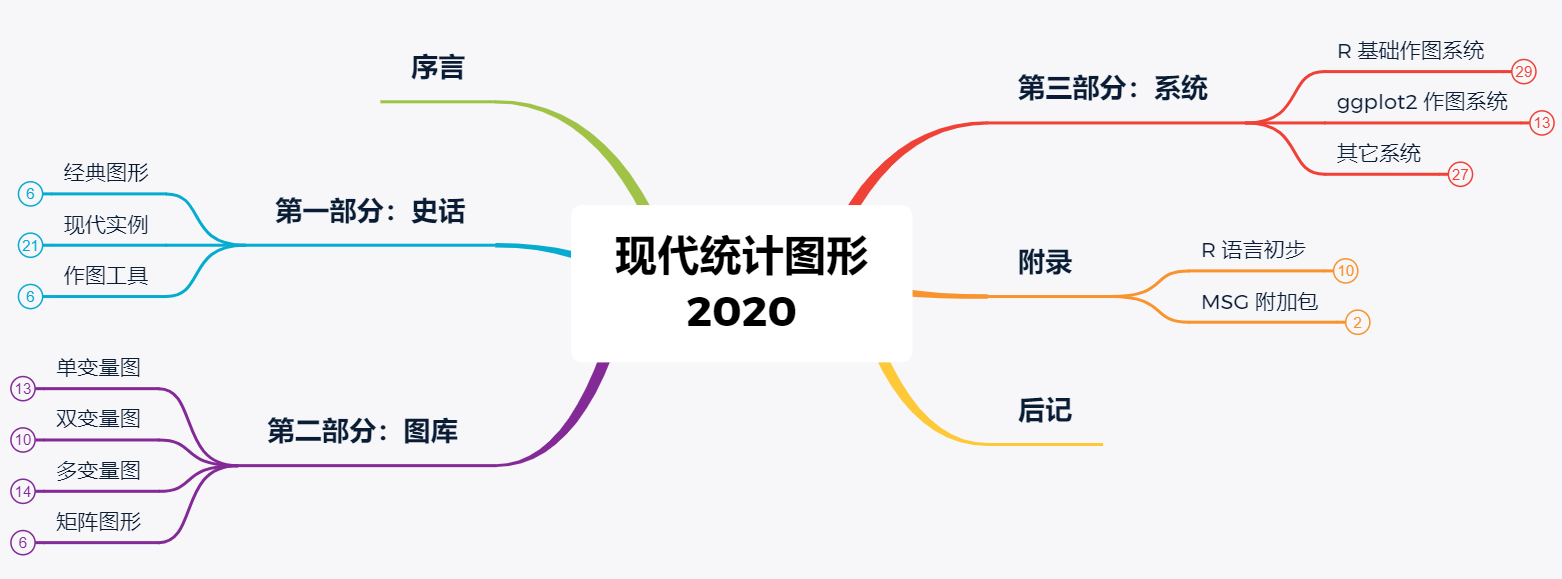 现代统计图形
2020
序言
第一部分：史话
经典图形
6
现代实例
21
作图工具
6
第二部分：图库
单变量图
13
双变量图
10
多变量图
14
矩阵图形
6
第三部分：系统
R 基础作图系统
29
ggplot2 作图系统
13
其它系统
27
附录
R 语言初步
10
MSG 附加包
2
后记